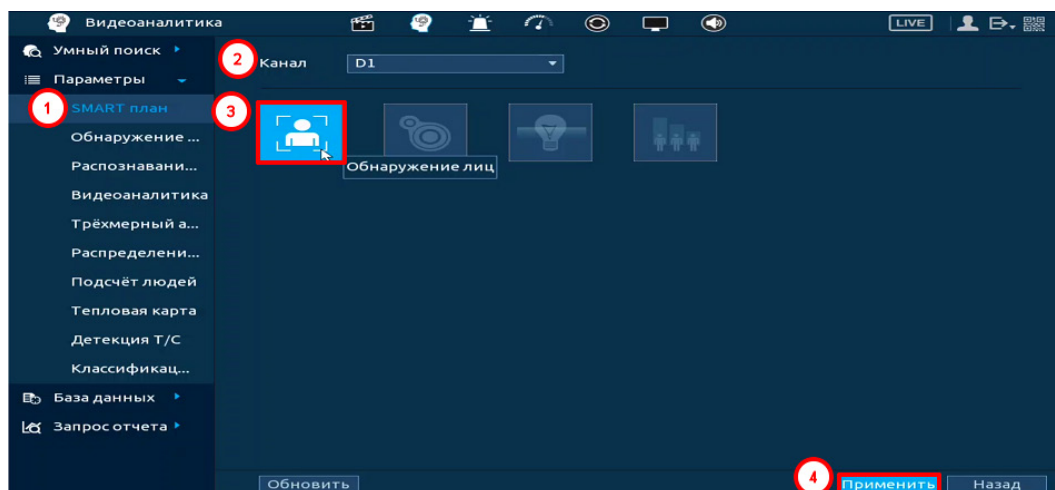 Видеоаналитика
LIVE
Умный поиск
2
Канал
D1
Параметры
1
SMART план
3
Обнаружение ...
Обнаружение лиц
Распознавани...
Видеоаналитика
Трёхмерный а...
Распределени...
Подсчёт людей
Тепловая карта
Детекция Т/С
Классификац...
База данных
Запрос отчета
Обновить
4
Применить
Назад